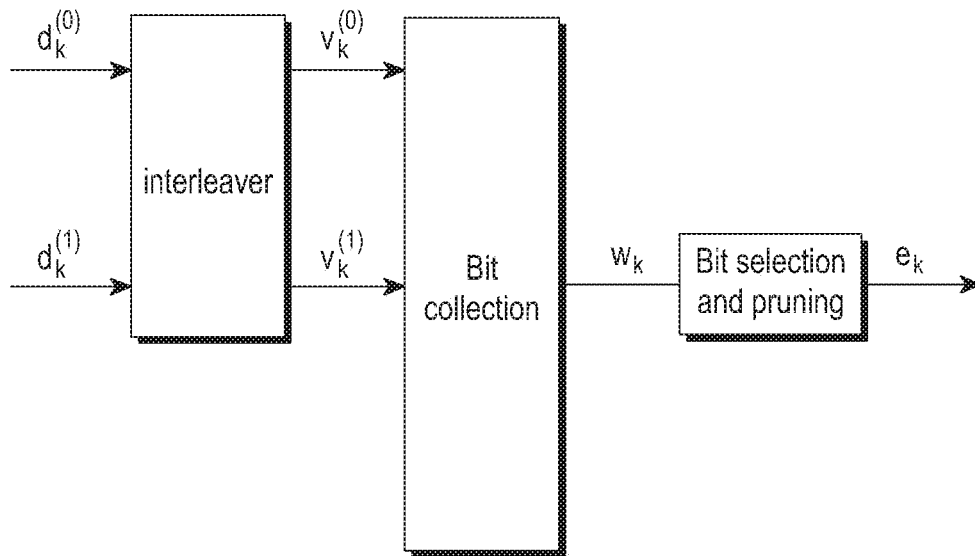 d_k^(0)
v_k^(0)
interleaver
d_k^(1)
v_k^(1)
Bit
collection
w_k
Bit selection
and pruning
e_k